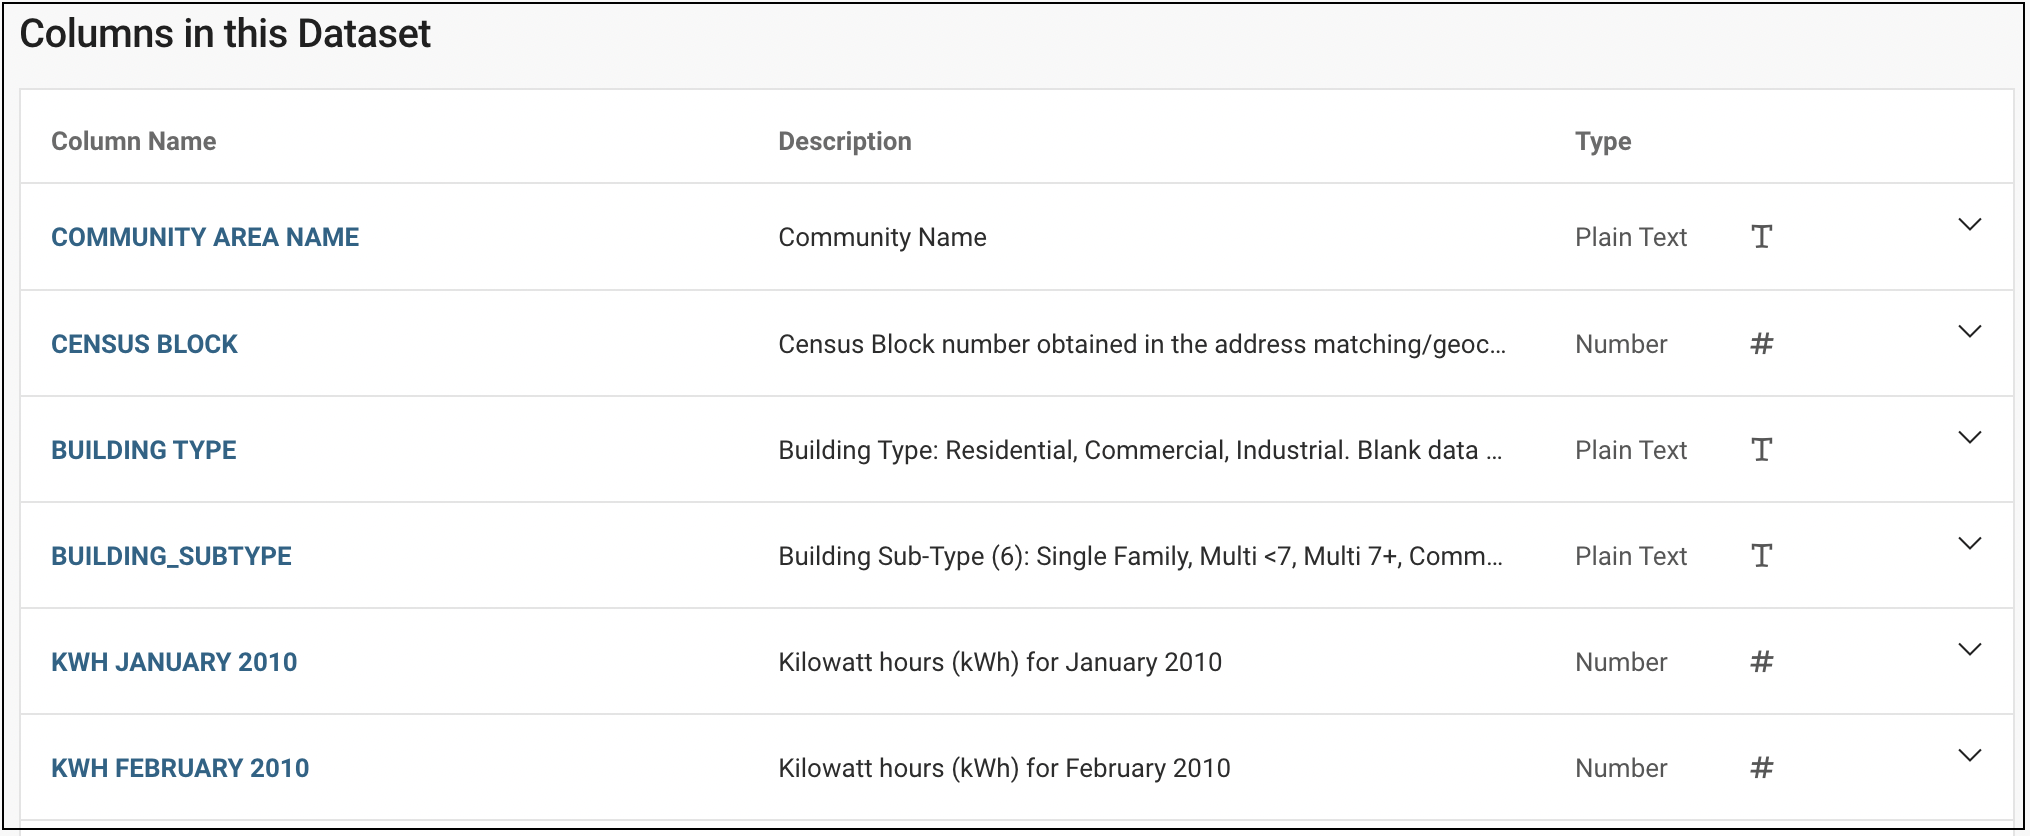 Columns in this Dataset
Column Name Description Type
COMMUNITY AREA NAME Community Name Plain Text T
CENSUS BLOCK Census Block number obtained in the address matching/geoc... Number #
BUILDING TYPE Building Type: Residential, Commercial, Industrial. Blank data ... Plain Text T
BUILDING_SUBTYPE Building Sub-Type (6): Single Family, Multi <7, Multi 7+, Comm... Plain Text T
KWH JANUARY 2010 Kilowatt hours (kWh) for January 2010 Number #
KWH FEBRUARY 2010 Kilowatt hours (kWh) for February 2010 Number #